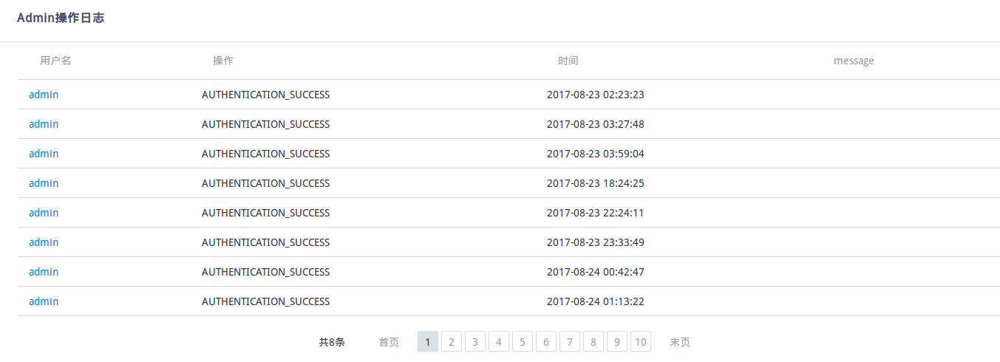 Admin操作日志
用户名 操作 时间 message
admin AUTHENTICATION_SUCCESS 2017-08-23 02:23:23
admin AUTHENTICATION_SUCCESS 2017-08-23 03:27:48
admin AUTHENTICATION_SUCCESS 2017-08-23 03:59:04
admin AUTHENTICATION_SUCCESS 2017-08-23 18:24:25
admin AUTHENTICATION_SUCCESS 2017-08-23 22:24:11
admin AUTHENTICATION_SUCCESS 2017-08-23 23:33:49
admin AUTHENTICATION_SUCCESS 2017-08-24 00:42:47
admin AUTHENTICATION_SUCCESS 2017-08-24 01:13:22
共8条 首页 1 2 3 4 5 6 7 8 9 10 末页